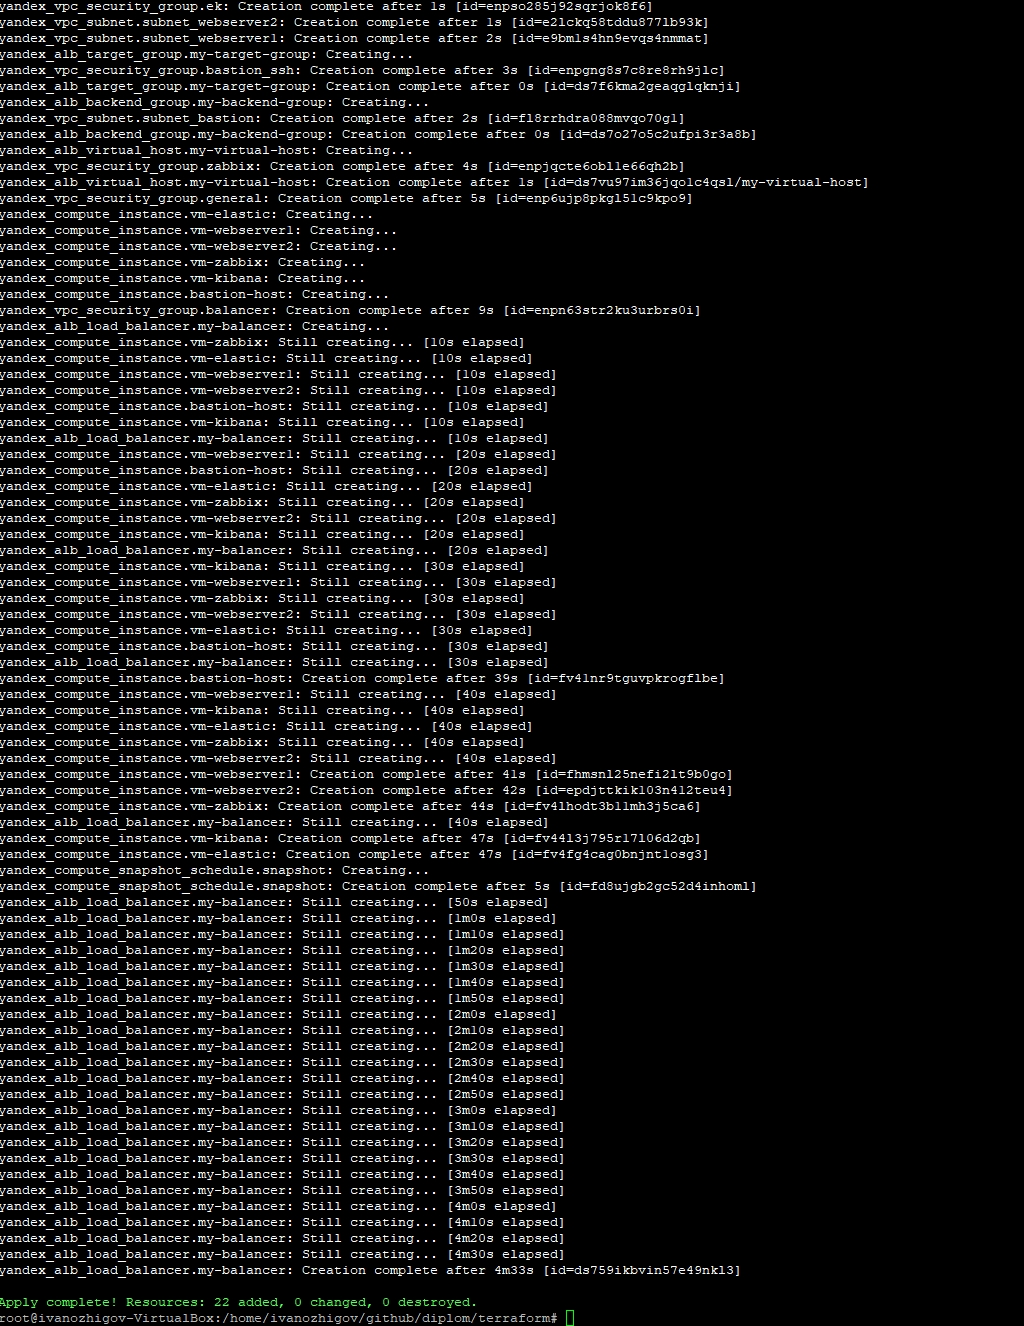 yandex_vpc_security_group.ek: Creation complete after 1s [id=enpso285j92sqrjok8f6]
yandex_vpc_subnet.subnet_webserver2: Creation complete after 1s [id=e2lckq58tddu877lb93k]
yandex_vpc_subnet.subnet_webserver1: Creation complete after 2s [id=e9bm1s4hn9evqs4nmmat]
yandex_alb_target_group.my-target-group: Creating...
yandex_vpc_security_group.bastion_ssh: Creation complete after 3s [id=enpgng8s7c8re8rh9jlc]
yandex_alb_target_group.my-target-group: Creation complete after 0s [id=ds7f6kma2geaqglqknji]
yandex_alb_backend_group.my-backend-group: Creating...
yandex_vpc_subnet.subnet_bastion: Creation complete after 2s [id=fl8rrhdra088mvqo70gl]
yandex_alb_backend_group.my-backend-group: Creation complete after 0s [id=ds7o27o5c2ufpi3r3a8b]
yandex_alb_virtual_host.my-virtual-host: Creating...
yandex_vpc_security_group.zabbix: Creation complete after 4s [id=enpjqcte6oblle66qh2b]
yandex_alb_virtual_host.my-virtual-host: Creation complete after 1s [id=ds7vu97im36jqo1c4qsl/my-virtual-host]
yandex_vpc_security_group.general: Creation complete after 5s [id=enp6ujp8pkgl5lc9kpo9]
yandex_compute_instance.vm-elastic: Creating...
yandex_compute_instance.vm-webserver1: Creating...
yandex_compute_instance.vm-webserver2: Creating...
yandex_compute_instance.vm-zabbix: Creating...
yandex_compute_instance.vm-kibana: Creating...
yandex_compute_instance.bastion-host: Creating...
yandex_vpc_security_group.balancer: Creation complete after 9s [id=enpn63str2ku3urbrs0i]
yandex_alb_load_balancer.my-balancer: Creating...
yandex_compute_instance.vm-zabbix: Still creating... [10s elapsed]
yandex_compute_instance.vm-elastic: Still creating... [10s elapsed]
yandex_compute_instance.vm-webserver1: Still creating... [10s elapsed]
yandex_compute_instance.vm-webserver2: Still creating... [10s elapsed]
yandex_compute_instance.bastion-host: Still creating... [10s elapsed]
yandex_compute_instance.vm-kibana: Still creating... [10s elapsed]
yandex_alb_load_balancer.my-balancer: Still creating... [10s elapsed]
yandex_compute_instance.vm-webserver1: Still creating... [20s elapsed]
yandex_compute_instance.bastion-host: Still creating... [20s elapsed]
yandex_compute_instance.vm-elastic: Still creating... [20s elapsed]
yandex_compute_instance.vm-zabbix: Still creating... [20s elapsed]
yandex_compute_instance.vm-webserver2: Still creating... [20s elapsed]
yandex_compute_instance.vm-kibana: Still creating... [20s elapsed]
yandex_alb_load_balancer.my-balancer: Still creating... [20s elapsed]
yandex_compute_instance.vm-kibana: Still creating... [30s elapsed]
yandex_compute_instance.vm-webserver1: Still creating... [30s elapsed]
yandex_compute_instance.vm-zabbix: Still creating... [30s elapsed]
yandex_compute_instance.vm-webserver2: Still creating... [30s elapsed]
yandex_compute_instance.vm-elastic: Still creating... [30s elapsed]
yandex_compute_instance.bastion-host: Still creating... [30s elapsed]
yandex_alb_load_balancer.my-balancer: Still creating... [30s elapsed]
yandex_compute_instance.bastion-host: Creation complete after 39s [id=fv41nr9tguvpkrogflbe]
yandex_compute_instance.vm-webserver1: Still creating... [40s elapsed]
yandex_compute_instance.vm-kibana: Still creating... [40s elapsed]
yandex_compute_instance.vm-elastic: Still creating... [40s elapsed]
yandex_compute_instance.vm-zabbix: Still creating... [40s elapsed]
yandex_compute_instance.vm-webserver2: Still creating... [40s elapsed]
yandex_compute_instance.vm-webserver1: Creation complete after 41s [id=fhmsnl25nefi2lt9b0go]
yandex_compute_instance.vm-webserver2: Creation complete after 42s [id=epdjttkik103n412teu4]
yandex_compute_instance.vm-zabbix: Creation complete after 44s [id=fv4lhodt3b11mh3j5ca6]
yandex_alb_load_balancer.my-balancer: Still creating... [40s elapsed]
yandex_compute_instance.vm-kibana: Creation complete after 47s [id=fv44l3j795r17l06d2qb]
yandex_compute_instance.vm-elastic: Creation complete after 47s [id=fv4fg4cag0bnjntlosg3]
yandex_compute_snapshot_schedule.snapshot: Creating...
yandex_compute_snapshot_schedule.snapshot: Creation complete after 5s [id=fd8ujgb2gc52d4inhoml]
yandex_alb_load_balancer.my-balancer: Still creating... [50s elapsed]
yandex_alb_load_balancer.my-balancer: Still creating... [1m0s elapsed]
yandex_alb_load_balancer.my-balancer: Still creating... [1m10s elapsed]
yandex_alb_load_balancer.my-balancer: Still creating... [1m20s elapsed]
yandex_alb_load_balancer.my-balancer: Still creating... [1m30s elapsed]
yandex_alb_load_balancer.my-balancer: Still creating... [1m40s elapsed]
yandex_alb_load_balancer.my-balancer: Still creating... [1m50s elapsed]
yandex_alb_load_balancer.my-balancer: Still creating... [2m0s elapsed]
yandex_alb_load_balancer.my-balancer: Still creating... [2m10s elapsed]
yandex_alb_load_balancer.my-balancer: Still creating... [2m20s elapsed]
yandex_alb_load_balancer.my-balancer: Still creating... [2m30s elapsed]
yandex_alb_load_balancer.my-balancer: Still creating... [2m40s elapsed]
yandex_alb_load_balancer.my-balancer: Still creating... [2m50s elapsed]
yandex_alb_load_balancer.my-balancer: Still creating... [3m0s elapsed]
yandex_alb_load_balancer.my-balancer: Still creating... [3m10s elapsed]
yandex_alb_load_balancer.my-balancer: Still creating... [3m20s elapsed]
yandex_alb_load_balancer.my-balancer: Still creating... [3m30s elapsed]
yandex_alb_load_balancer.my-balancer: Still creating... [3m40s elapsed]
yandex_alb_load_balancer.my-balancer: Still creating... [3m50s elapsed]
yandex_alb_load_balancer.my-balancer: Still creating... [4m0s elapsed]
yandex_alb_load_balancer.my-balancer: Still creating... [4m10s elapsed]
yandex_alb_load_balancer.my-balancer: Still creating... [4m20s elapsed]
yandex_alb_load_balancer.my-balancer: Still creating... [4m30s elapsed]
yandex_alb_load_balancer.my-balancer: Creation complete after 4m33s [id=ds759ikbvin57e49nkl3]
Apply complete! Resources: 22 added, 0 changed, 0 destroyed.
root@ivanozhigov-VirtualBox:/home/ivanozhigov/github/diplom/terraform#